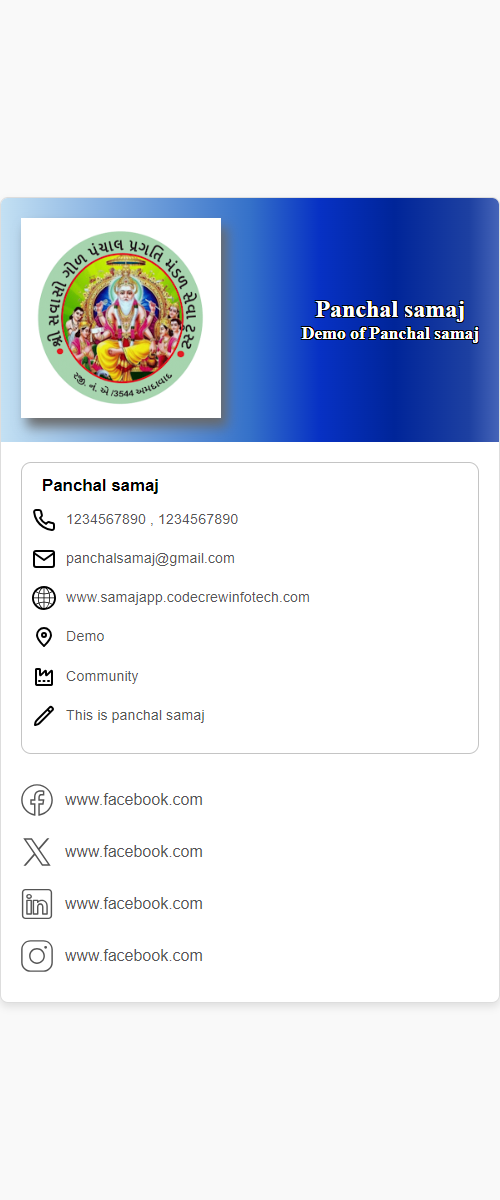 શ્રી સવાસો ગોળ પંચાલ પ્રગતિ મંડળ સેવા ટ્રસ્ટ
રજી. નં. એ /3544 અમદાવાદ
Panchal samaj
Demo of Panchal samaj
Panchal samaj
1234567890 , 1234567890
panchalsamaj@gmail.com
www.samajapp.codecrewinfotech.com
Demo
Community
This is panchal samaj
www.facebook.com
www.facebook.com
www.facebook.com
www.facebook.com